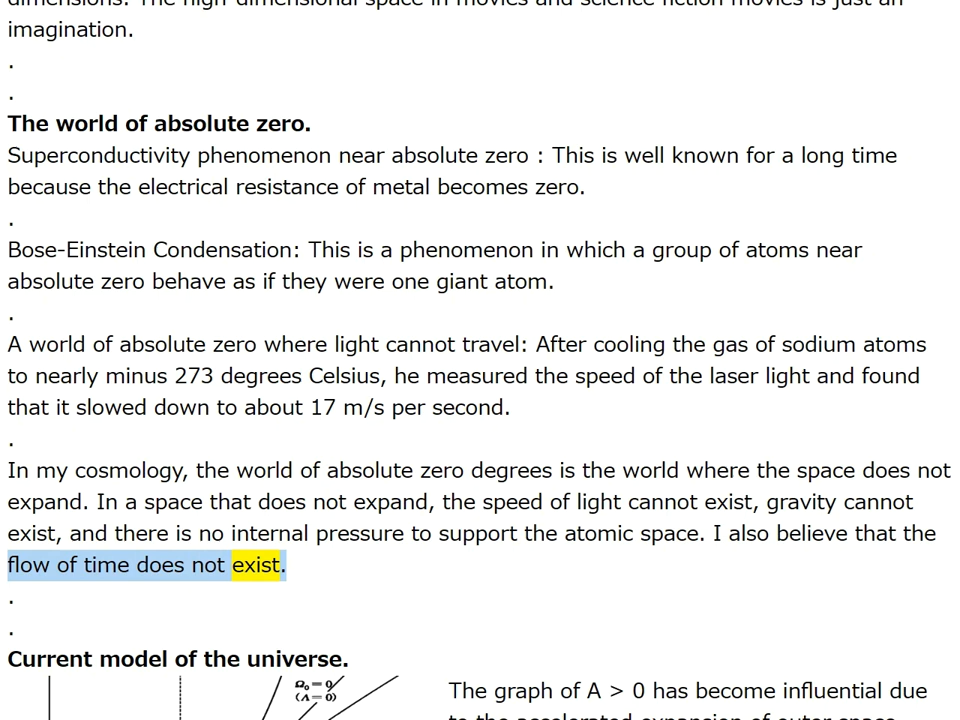 imagination.
.
.
The world of absolute zero.
Superconductivity phenomenon near absolute zero : This is well known for a long time
because the electrical resistance of metal becomes zero.
.
Bose-Einstein Condensation: This is a phenomenon in which a group of atoms near
absolute zero behave as if they were one giant atom.
.
A world of absolute zero where light cannot travel: After cooling the gas of sodium atoms
to nearly minus 273 degrees Celsius, he measured the speed of the laser light and found
that it slowed down to about 17 m/s per second.
.
In my cosmology, the world of absolute zero degrees is the world where the space does not
expand. In a space that does not expand, the speed of light cannot exist, gravity cannot
exist, and there is no internal pressure to support the atomic space. I also believe that the
flow of time does not exist.
.
.
Current model of the universe.
Ω₀ = 0
(Λ = 0)
The graph of Λ > 0 has become influential due